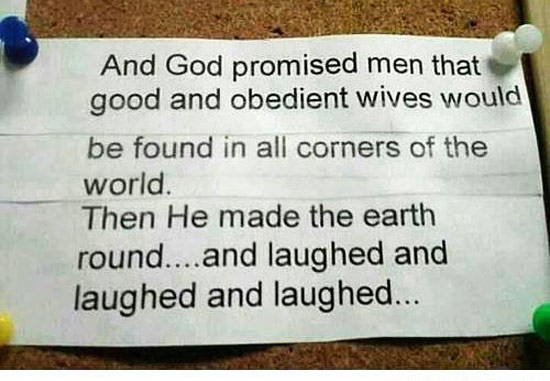 And God promised men that
good and obedient wives would
be found in all corners of the
world.
Then He made the earth
round....and laughed and
laughed and laughed...